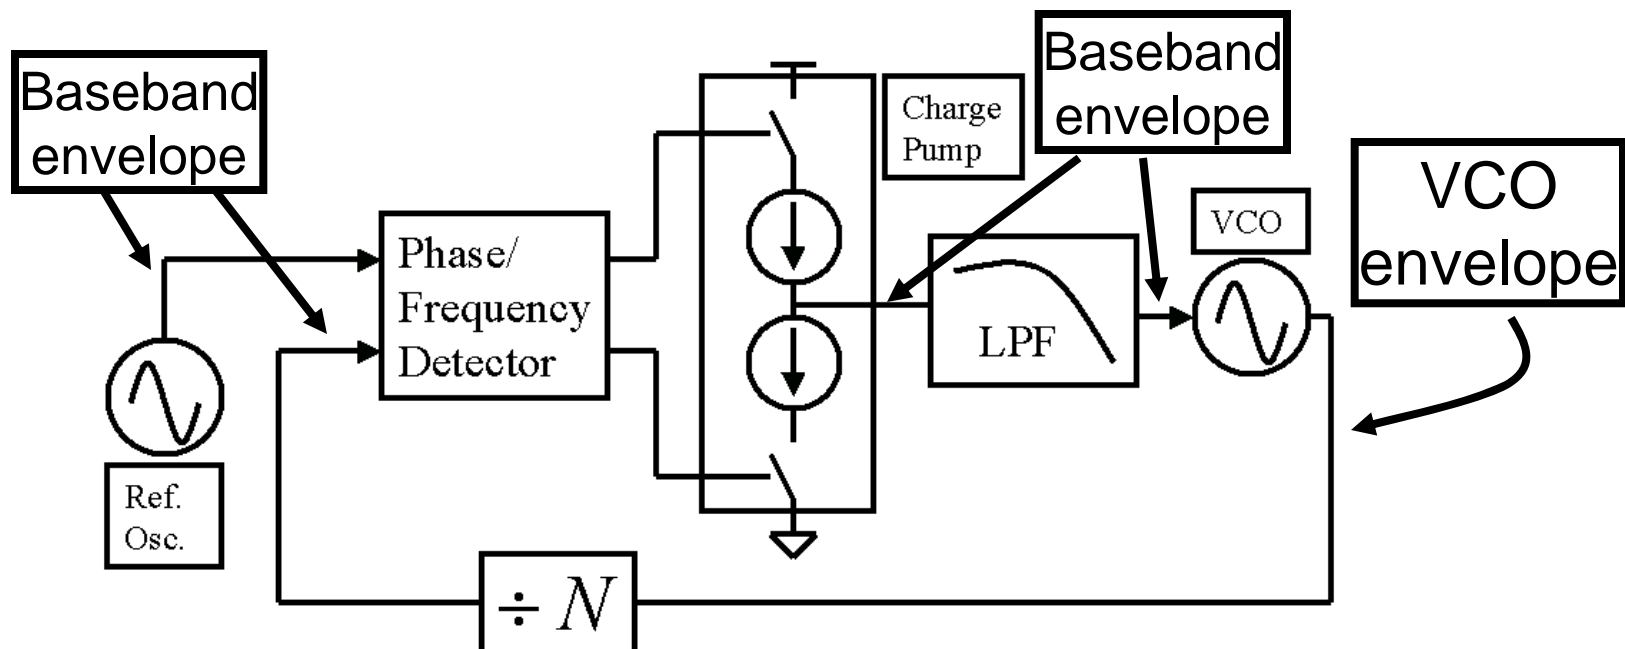 Baseband
envelope
Baseband
envelope
Charge
Pump
VCO
envelope
VCO
Phase/
Frequency
Detector
LPF
Ref.
Osc.
÷ N